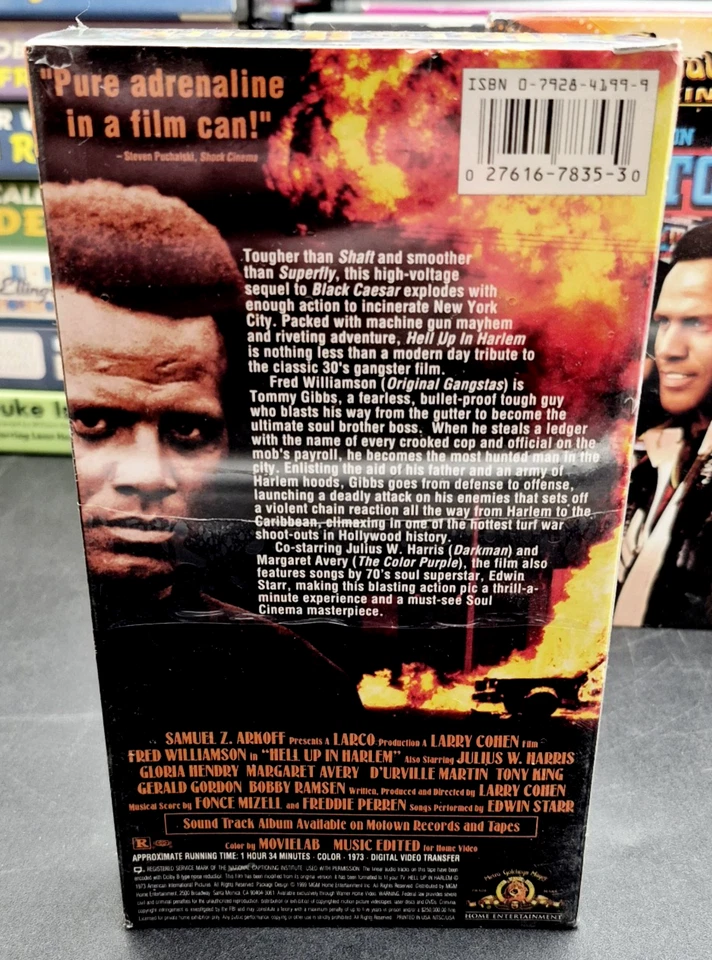 "Pure adrenaline
in a film can!"
– Steven Puchalski, Shock Cinema
ISBN 0-7928-4199-9
0 27616-7835-3 0
Tougher than Shaft and smoother
than Superfly, this high-voltage
sequel to Black Caesar explodes with
enough action to incinerate New York
City. Packed with machine gun mayhem
and riveting adventure, Hell Up In Harlem
is nothing less than a modern day tribute to
the classic 30's gangster film.
Fred Williamson (Original Gangstas) is
Tommy Gibbs, a fearless, bullet-proof tough guy
who blasts his way from the gutter to become the
ultimate soul brother boss. When he steals a ledger
with the name of every crooked cop and official on the
mob's payroll, he becomes the most hunted man in the
city. Enlisting the aid of his father and an army of
Harlem hoods, Gibbs goes from defense to offense,
launching a deadly attack on his enemies that sets off
a violent chain reaction all the way from Harlem to the
Caribbean, climaxing in one of the hottest turf war
shoot-outs in Hollywood history.
Co-starring Julius W. Harris (Darkman) and
Margaret Avery (The Color Purple), the film also
features songs by 70's soul superstar, Edwin
Starr, making this blasting action pic a thrill-a-
minute experience and a must-see Soul
Cinema masterpiece.
SAMUEL Z. ARKOFF Presents A LARCO Production A LARRY COHEN Film
FRED WILLIAMSON in "HELL UP IN HARLEM" Also Starring JULIUS W. HARRIS
GLORIA HENDRY MARGARET AVERY D'URVILLE MARTIN TONY KING
GERALD GORDON BOBBY RAMSEN Written, Produced and Directed by LARRY COHEN
Musical Score by FONCE MIZELL and FREDDIE PERREN Songs Performed by EDWIN STARR
Sound Track Album Available on Motown Records and Tapes
R
Color by MOVIELAB MUSIC EDITED for Home Video
APPROXIMATE RUNNING TIME: 1 HOUR 34 MINUTES · COLOR · 1973 · DIGITAL VIDEO TRANSFER
REGISTERED SERVICE MARK OF THE NATIONAL CAPTIONING INSTITUTE. USED WITH PERMISSION.
Metro Goldwyn Mayer
HOME ENTERTAINMENT